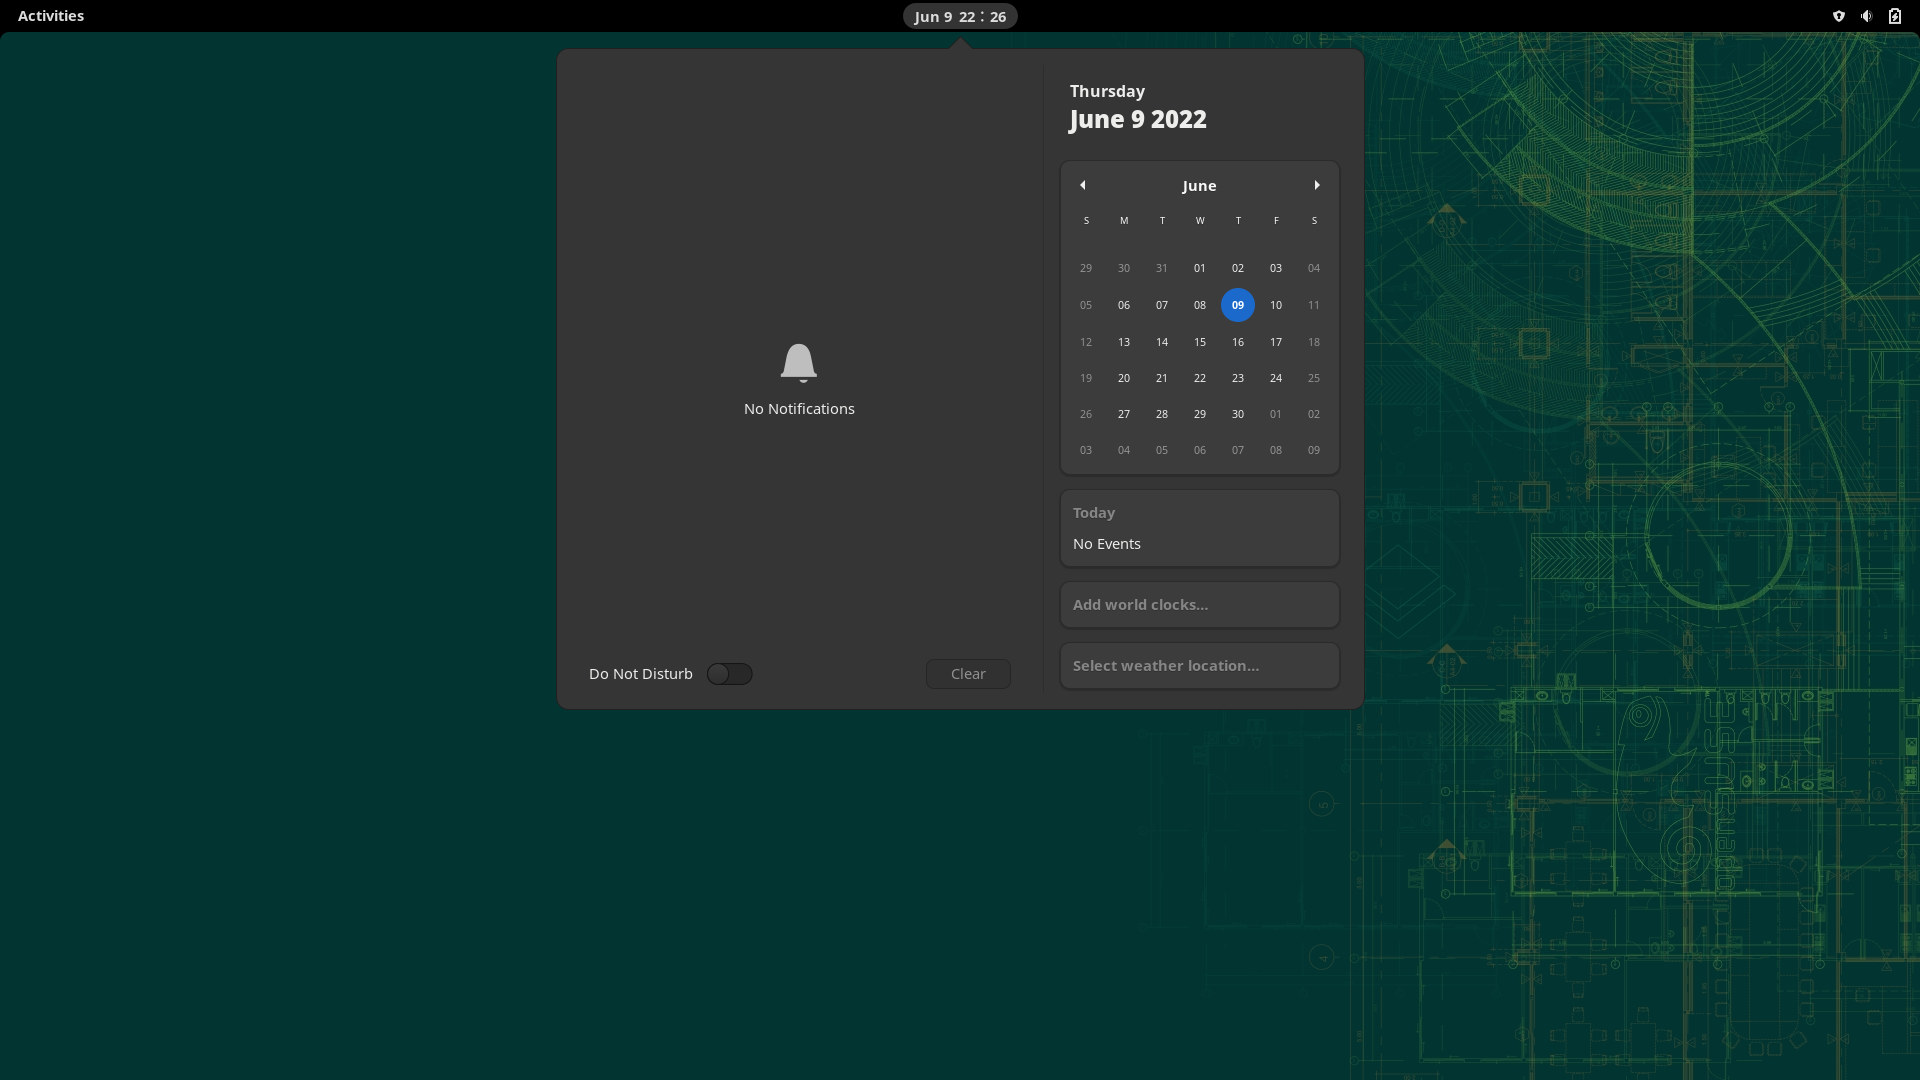 Activities
Jun 9 22 : 26
Thursday
June 9 2022
June
S M T W T F S
29 30 31 01 02 03 04
05 06 07 08 09 10 11
12 13 14 15 16 17 18
19 20 21 22 23 24 25
26 27 28 29 30 01 02
03 04 05 06 07 08 09
No Notifications
Today
No Events
Add world clocks...
Select weather location...
Do Not Disturb
Clear
openSUSE
5
4